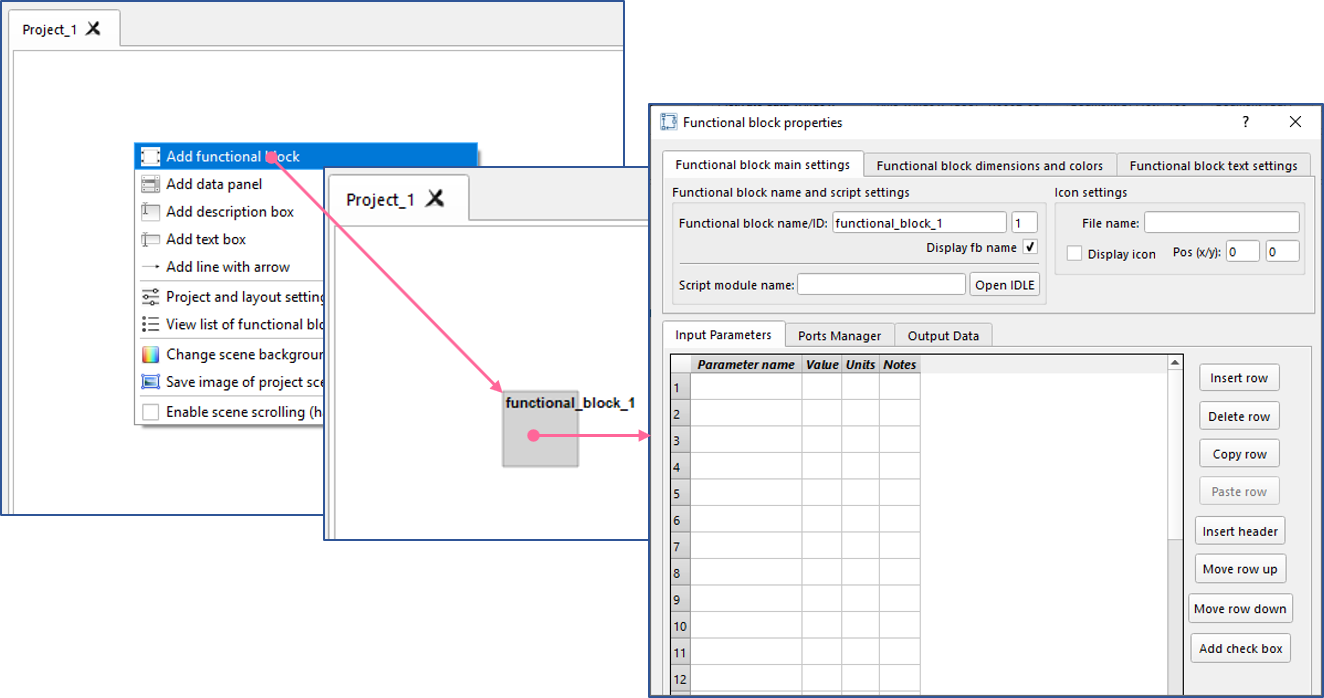 Project_1
Add functional block
Add data panel
Add description box
Add text box
Add line with arrow
Project and layout setting
View list of functional blo
Change scene backgroun
Save image of project sce
Enable scene scrolling (ha
Project_1
functional_block_1
Functional block properties ?
Functional block main settings Functional block dimensions and colors Functional block text settings
Functional block name and script settings
Functional block name/ID: functional_block_1 1
Display fb name
Script module name: Open IDLE
Icon settings
File name:
Display icon Pos (x/y): 0 0
Input Parameters Ports Manager Output Data
Parameter name Value Units Notes
1
2
3
4
5
6
7
8
9
10
11
12
Insert row
Delete row
Copy row
Paste row
Insert header
Move row up
Move row down
Add check box